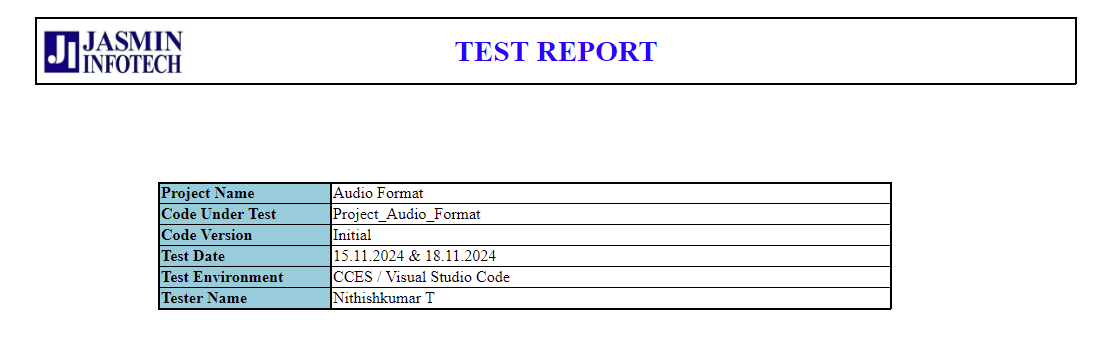 JASMIN
INFOTECH
TEST REPORT
Project Name Audio Format
Code Under Test Project_Audio_Format
Code Version Initial
Test Date 15.11.2024 & 18.11.2024
Test Environment CCES / Visual Studio Code
Tester Name Nithishkumar T